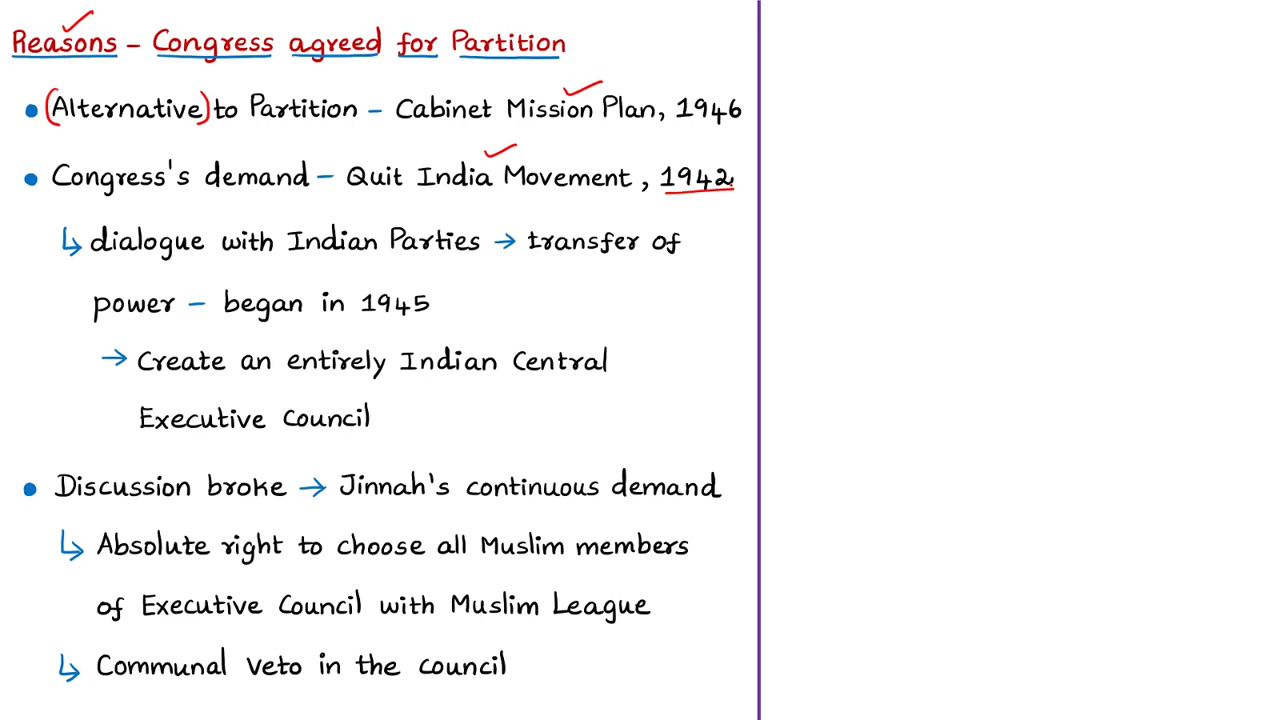 Reasons – Congress agreed for Partition
• (Alternative) to Partition – Cabinet Mission Plan, 1946
• Congress's demand – Quit India Movement, 1942
↳ dialogue with Indian Parties → transfer of
power – began in 1945
→ Create an entirely Indian Central
Executive Council
• Discussion broke → Jinnah's continuous demand
↳ Absolute right to choose all Muslim members
of Executive Council with Muslim League
↳ Communal Veto in the council